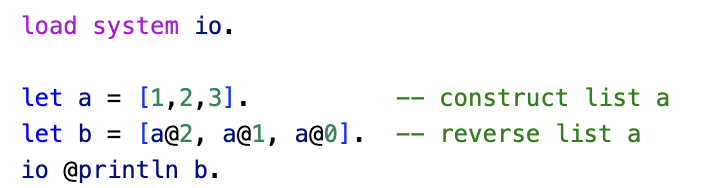 load system io.

let a = [1,2,3].          -- construct list a
let b = [a@2, a@1, a@0].  -- reverse list a
io @println b.